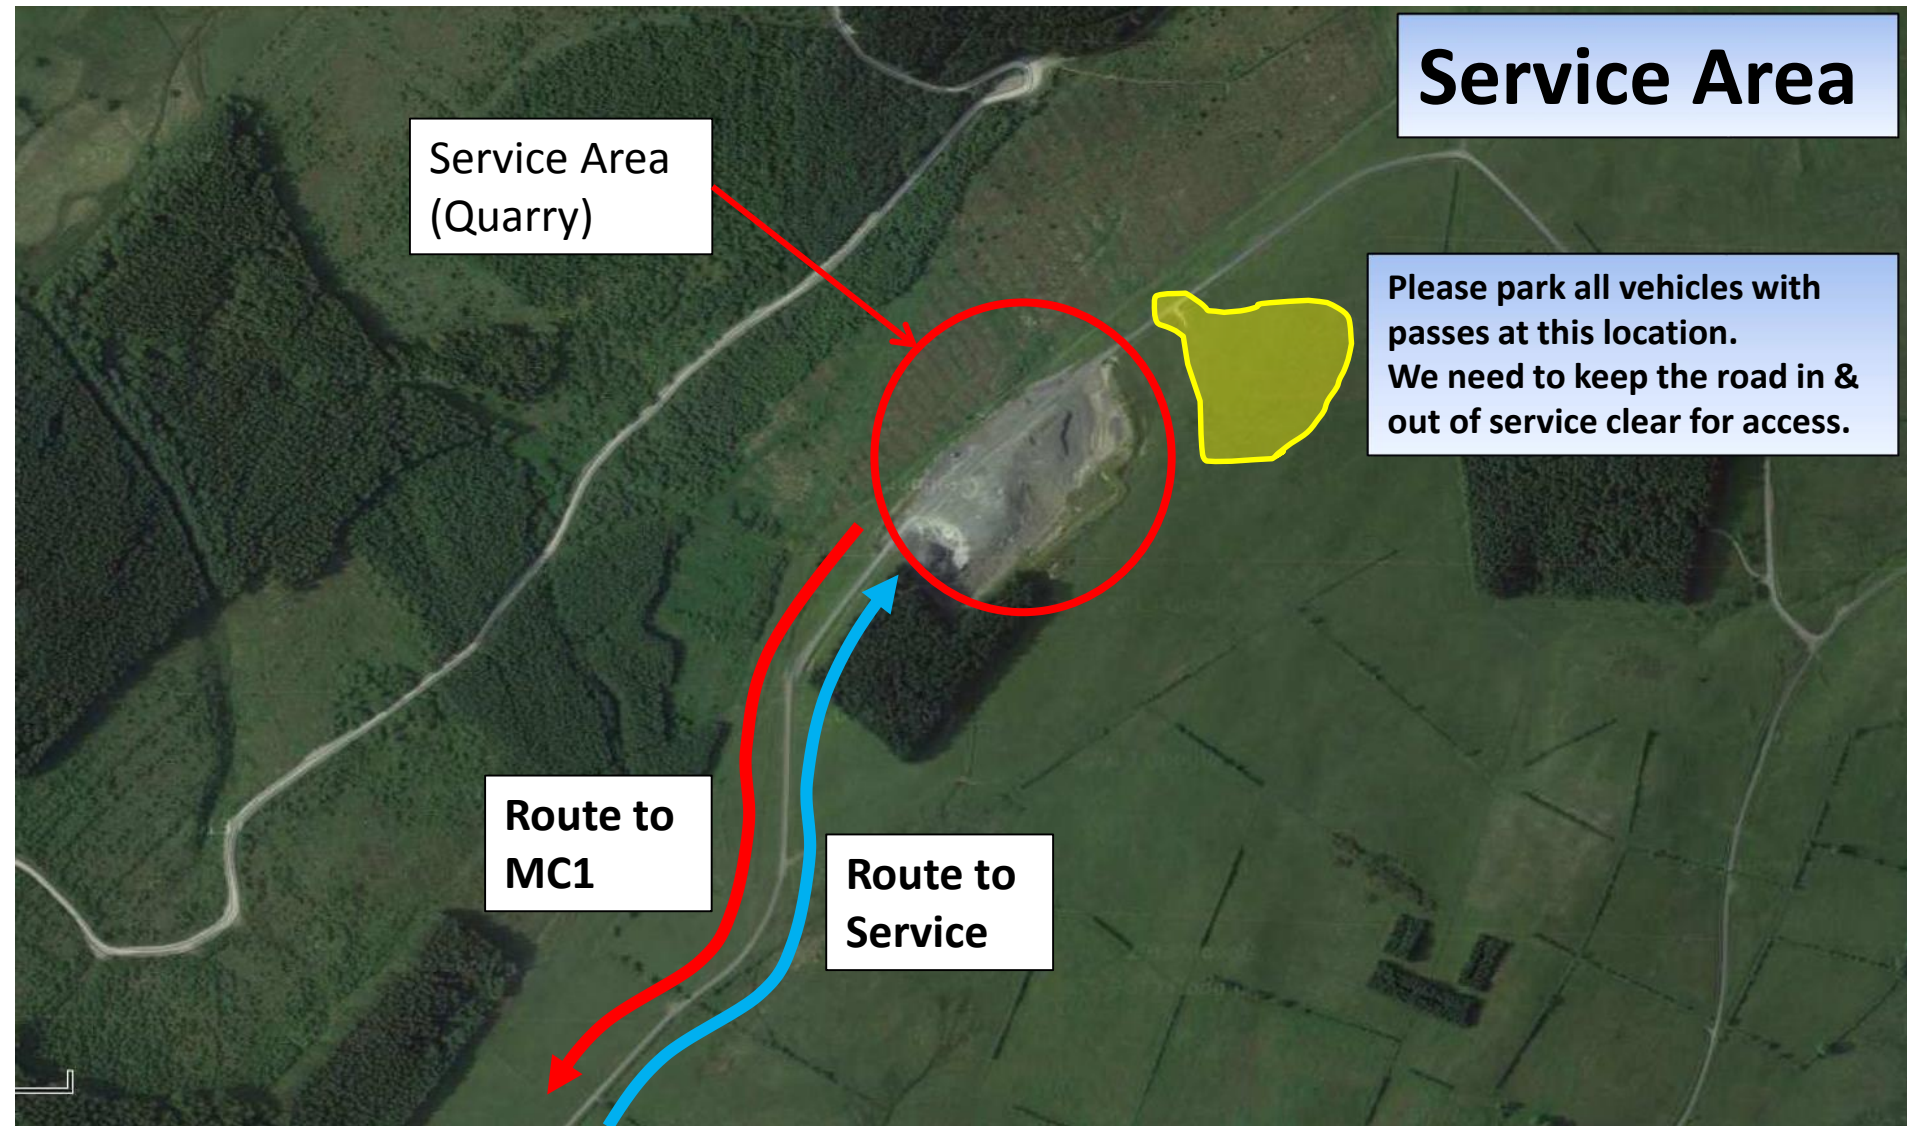 Service Area
Service Area
(Quarry)
Please park all vehicles with
passes at this location.
We need to keep the road in &
out of service clear for access.
Route to
MC1
Route to
Service